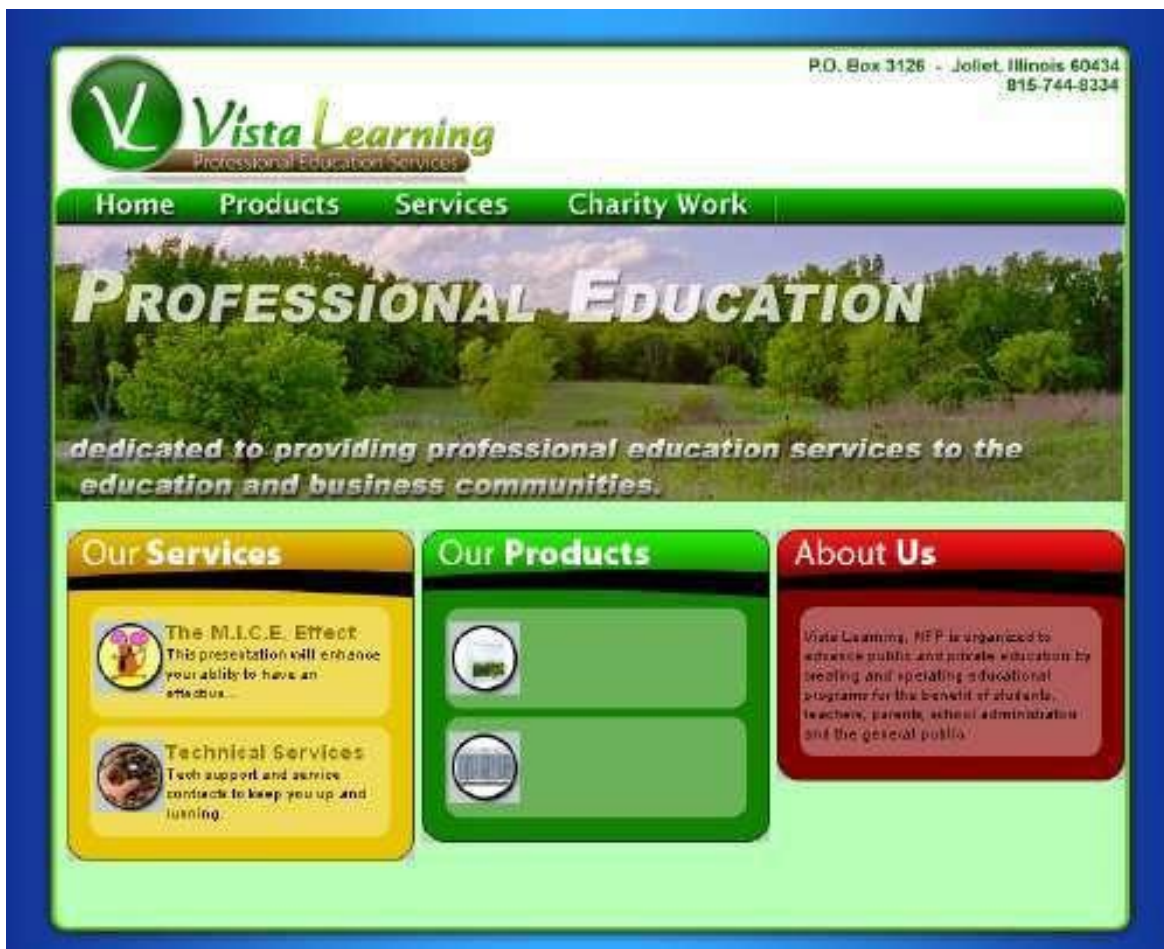 P.O. Box 3126 - Joliet, Illinois 60434
815-744-8334
VL
Vista Learning
Professional Education Services
Home Products Services Charity Work
PROFESSIONAL EDUCATION
dedicated to providing professional education services to the
education and business communities.
Our Services
The M.I.C.E. Effect
This presentation will enhance
your ability to have an
effective...
Technical Services
Tech support and service
contracts to keep you up and
running.
Our Products
About Us
Vista Learning, NFP is organized to
advance public and private education by
creating and operating educational
programs for the benefit of students,
teachers, parents, school administration
and the general public.